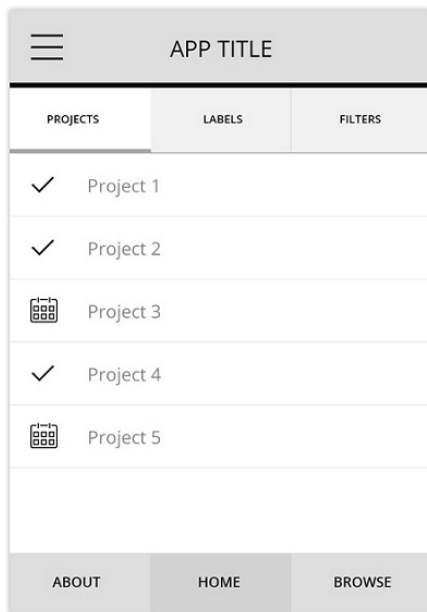 APP TITLE
PROJECTS LABELS FILTERS
Project 1
Project 2
Project 3
Project 4
Project 5
ABOUT HOME BROWSE